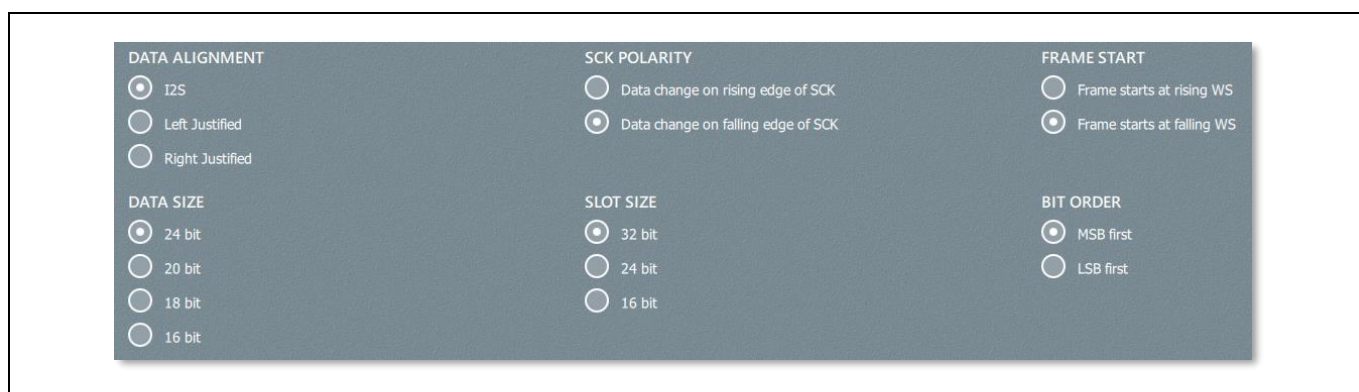 DATA ALIGNMENT
I2S
Left Justified
Right Justified
SCK POLARITY
Data change on rising edge of SCK
Data change on falling edge of SCK
FRAME START
Frame starts at rising WS
Frame starts at falling WS
DATA SIZE
24 bit
20 bit
18 bit
16 bit
SLOT SIZE
32 bit
24 bit
16 bit
BIT ORDER
MSB first
LSB first